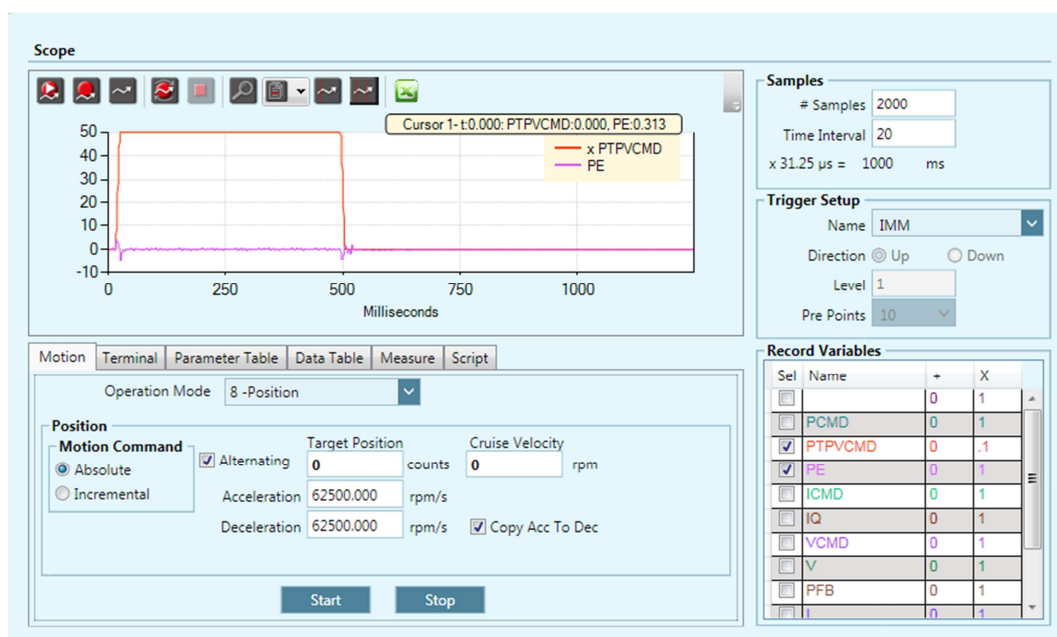 Scope
Cursor 1- t:0.000: PTPVCMD:0.000, PE:0.313
50
40
30
20
10
0
-10
x PTPVCMD
PE
0 250 500 750 1000
Milliseconds
Samples
# Samples 2000
Time Interval 20
x 31.25 µs = 1000 ms
Trigger Setup
Name IMM
Direction Up Down
Level 1
Pre Points 10
Motion Terminal Parameter Table Data Table Measure Script
Operation Mode 8 -Position
Position
Motion Command
Absolute
Incremental
Alternating
Target Position
0 counts
Cruise Velocity
0 rpm
Acceleration 62500.000 rpm/s
Deceleration 62500.000 rpm/s
Copy Acc To Dec
Start Stop
Record Variables
Sel Name + X
0 1
PCMD 0 1
PTPVCMD 0 .1
PE 0 1
ICMD 0 1
IQ 0 1
VCMD 0 1
V 0 1
PFB 0 1
I 0 1